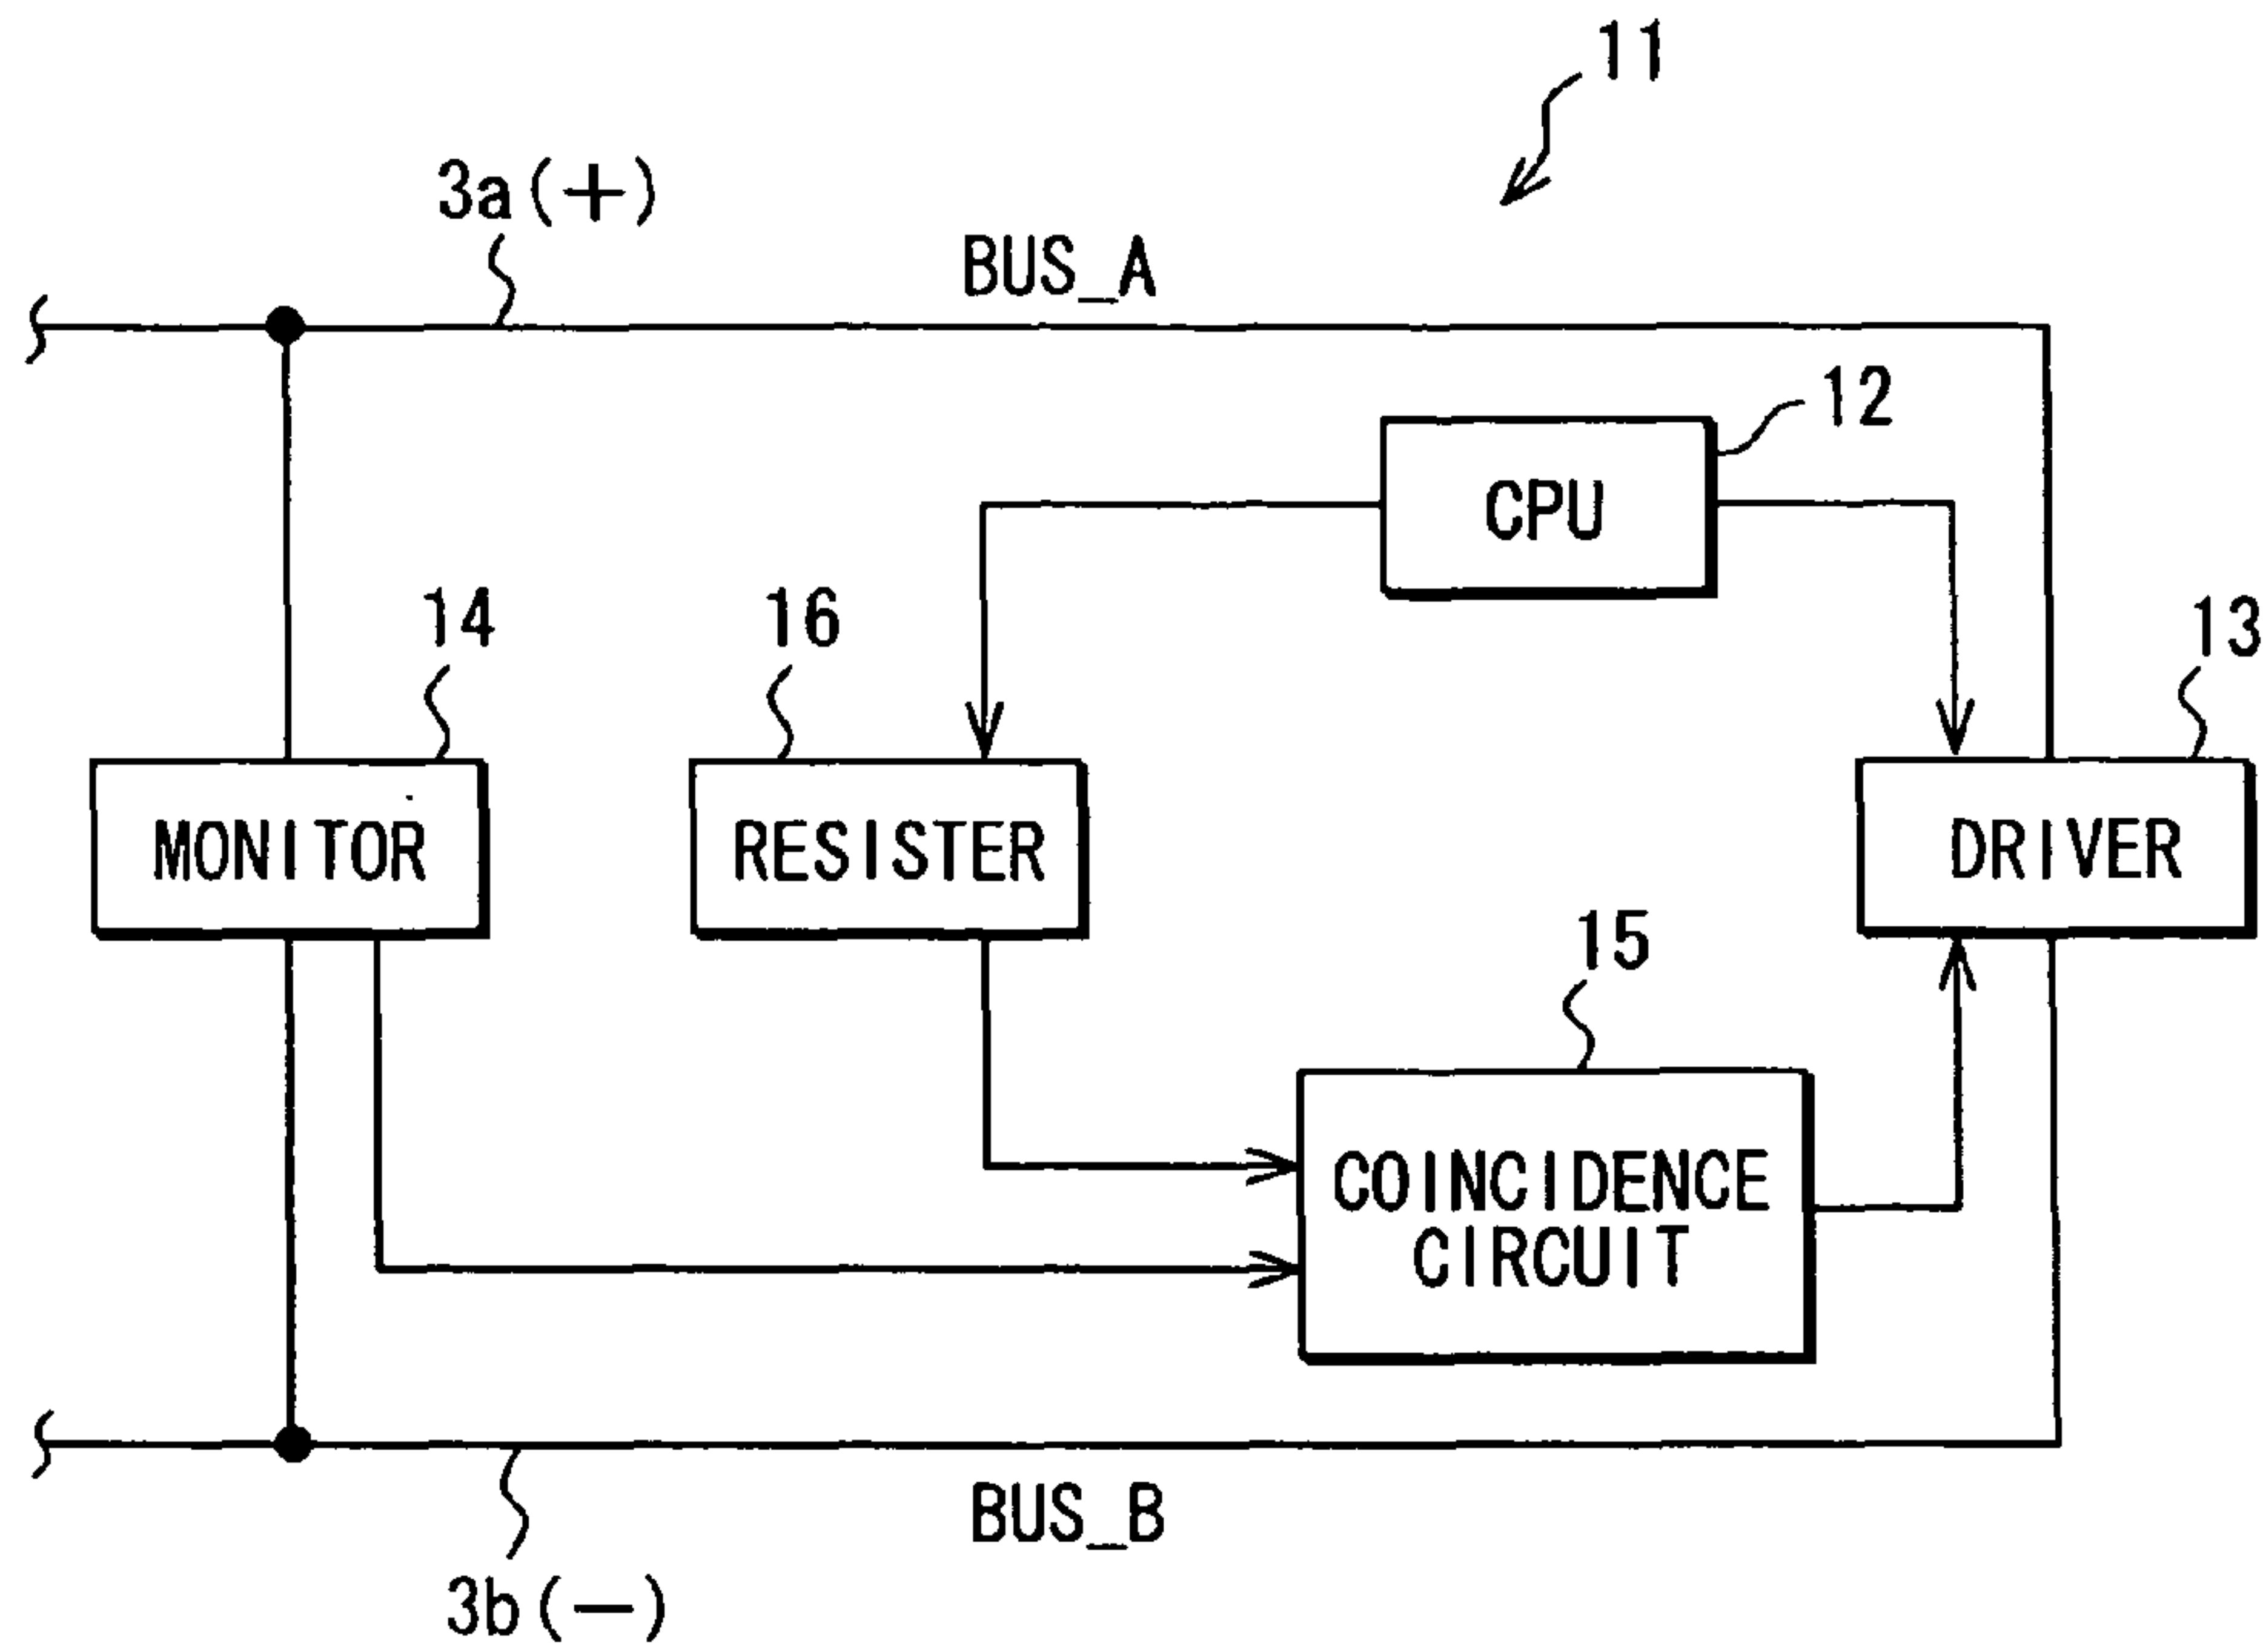 11
3a(+)
BUS_A
12
CPU
14
16
13
MONITOR
RESISTER
DRIVER
15
COINCIDENCE
CIRCUIT
BUS_B
3b(—)